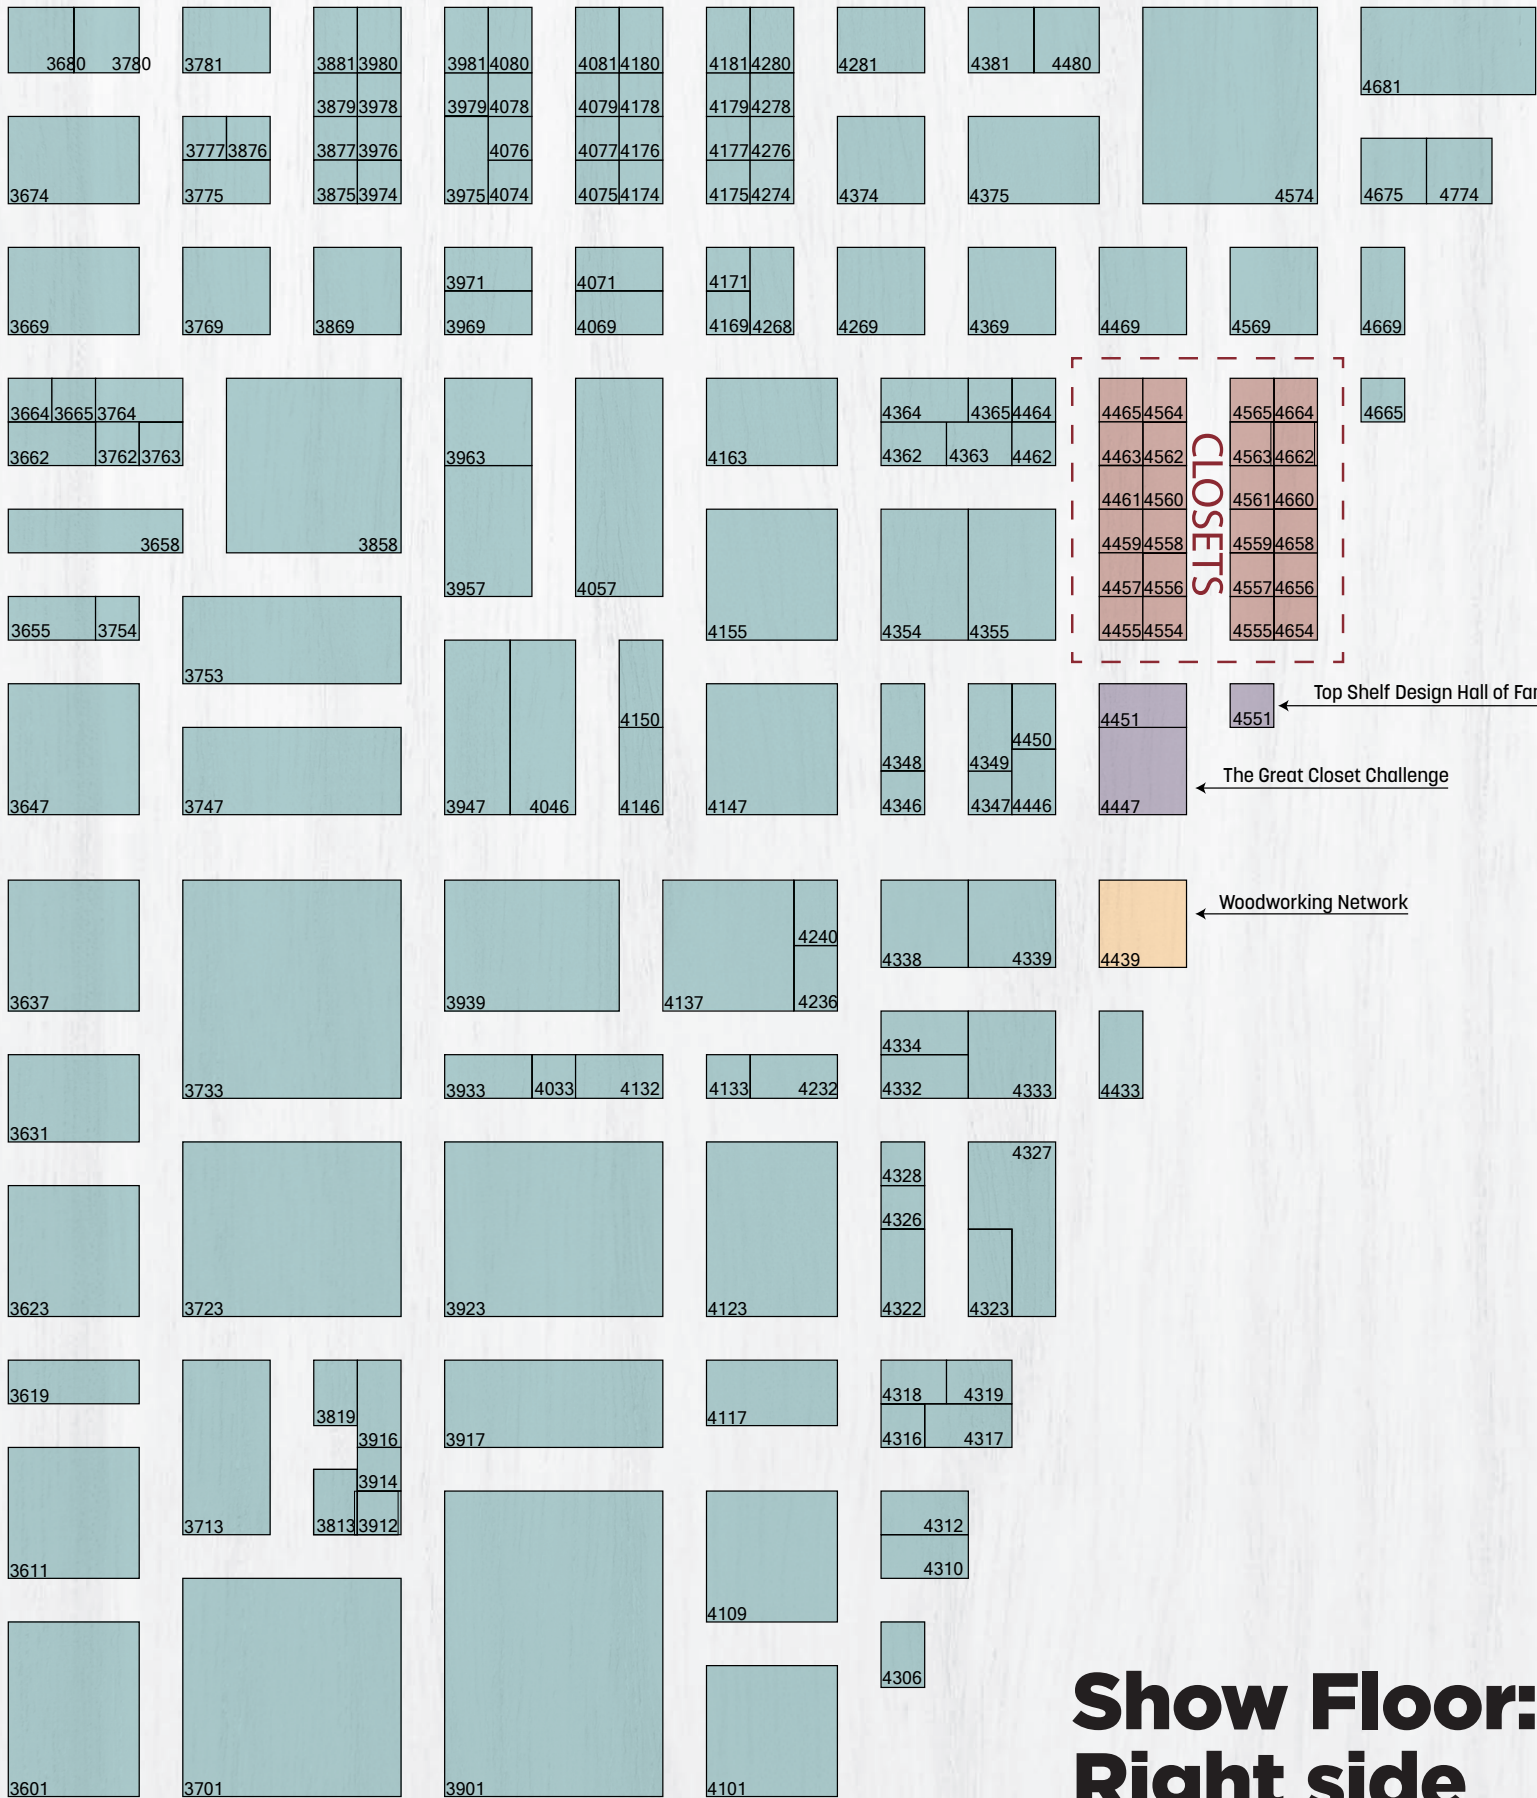 3680 3780 3781 3881 3980 3981 4080 4081 4180 4181 4280 4281 4381 4480 4681
3879 3978 3979 4078 4079 4178 4179 4278
3777 3876 3877 3976 4076 4077 4176 4177 4276
3674 3775 3875 3974 3975 4074 4075 4174 4175 4274 4374 4375 4574 4675 4774
3971 4071 4171
3669 3769 3869 3969 4069 4169 4268 4269 4369 4469 4569 4669
3664 3665 3764 4364 4365 4464 4465 4564 4565 4664 4665
3662 3762 3763 3963 4163 4362 4363 4462 4463 4562 4563 4662
CLOSETS
4461 4560 4561 4660
3658 3858 4459 4558 4559 4658
3957 4057 4457 4556 4557 4656
3655 3754 4155 4354 4355 4455 4554 4555 4654
3753
Top Shelf Design Hall of Fa
4150 4451 4551
4348 4349 4450
The Great Closet Challenge
3647 3747 3947 4046 4146 4147 4346 4347 4446 4447
Woodworking Network
4240
4338 4339 4439
3637 3939 4137 4236
4334
3733 3933 4033 4132 4133 4232 4332 4333 4433
3631
4327
4328
4326
3623 3723 3923 4123 4322 4323
3619 4318 4319
3819 4117
3916 3917 4316 4317
3914
3713 3813 3912 4312
3611 4310
4109
4306
3601 3701 3901 4101
Show Floor:
Right side